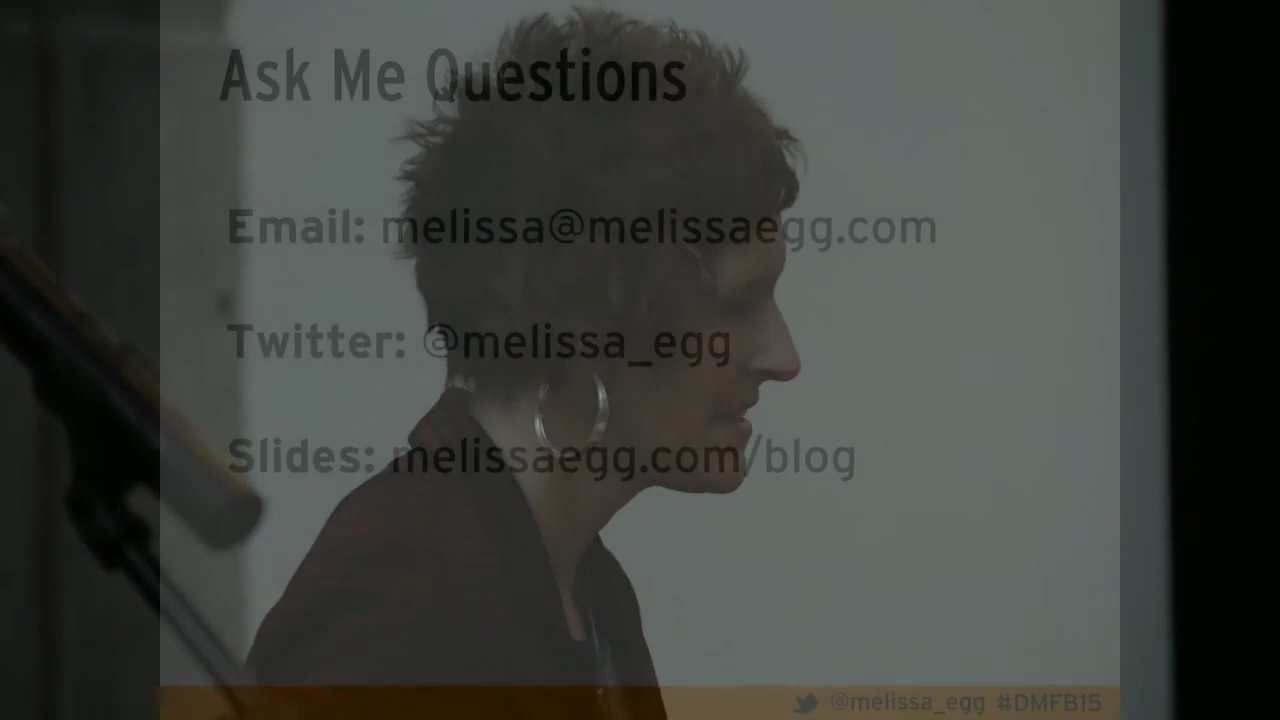 Ask Me Questions
Email: melissa@melissaegg.com
Twitter: @melissa_egg
Slides: melissaegg.com/blog
@melissa_egg #DMFB15